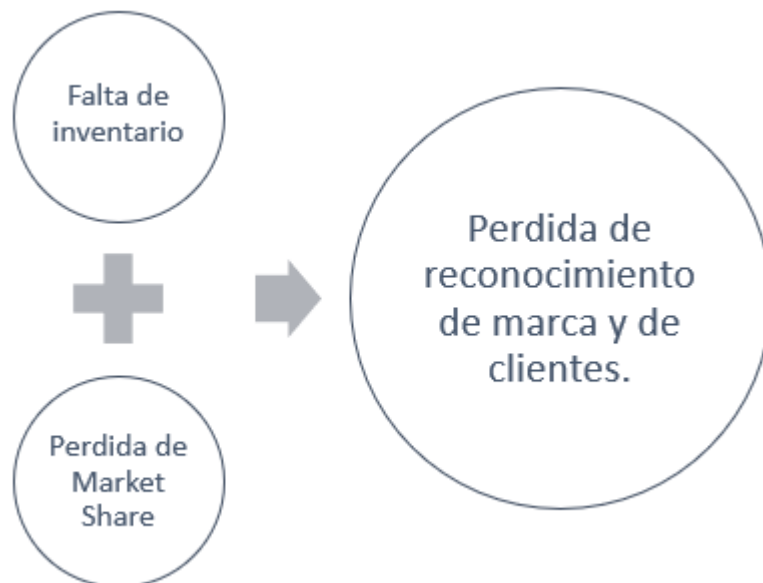 Falta de
inventario
Perdida de
Market
Share
Perdida de
reconocimiento
de marca y de
clientes.